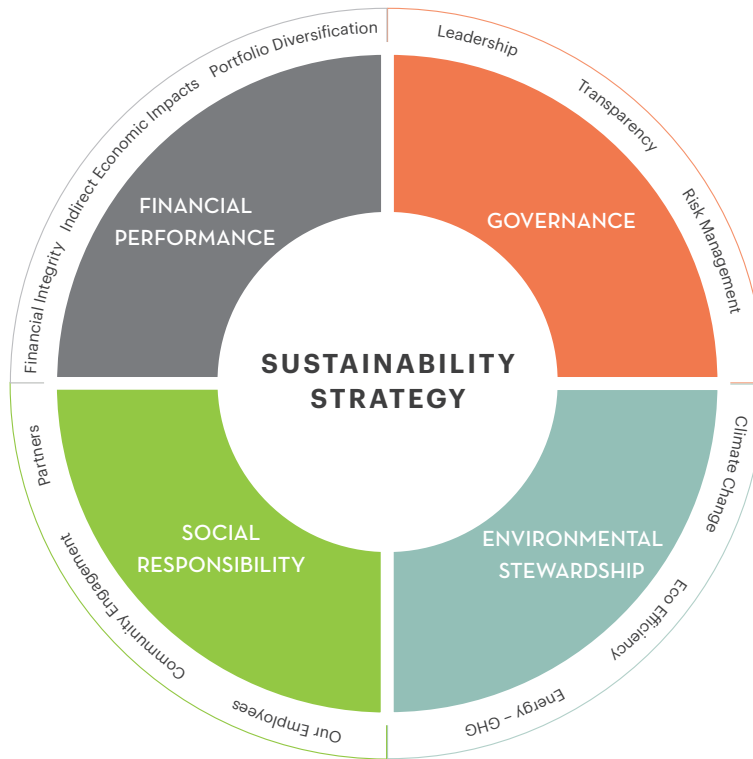 Financial Integrity
Indirect Economic Impacts
Portfolio Diversification
FINANCIAL
PERFORMANCE
Leadership
Transparency
Risk Management
GOVERNANCE
SUSTAINABILITY
STRATEGY
Partners
Community Engagement
Our Employees
SOCIAL
RESPONSIBILITY
Climate Change
Eco Efficiency
Energy – GHG
ENVIRONMENTAL
STEWARDSHIP